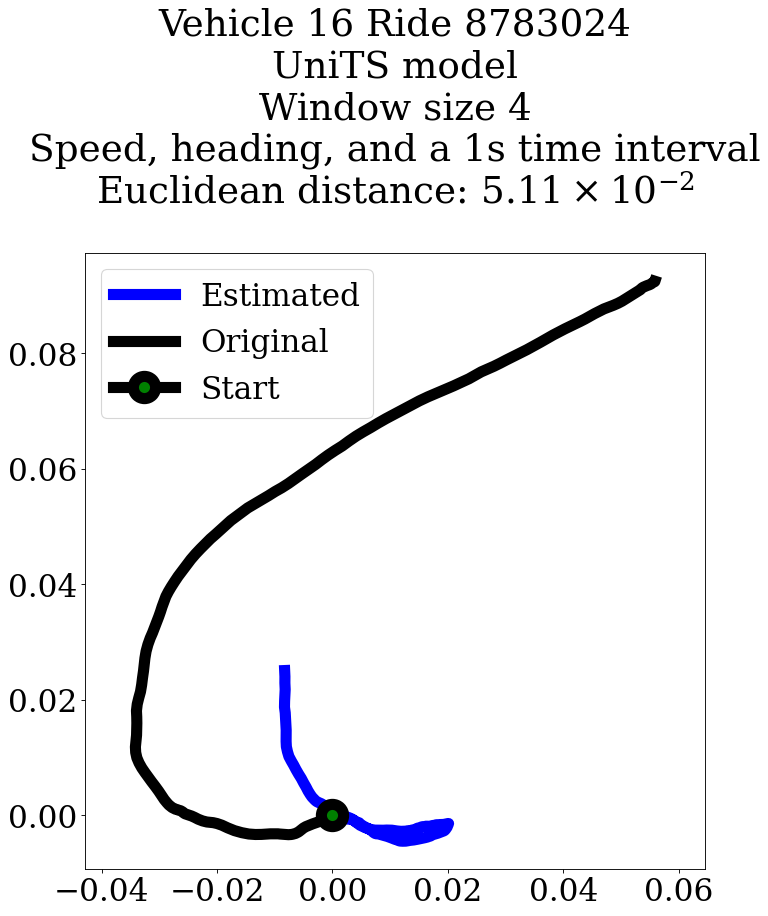 Vehicle 16 Ride 8783024
UniTS model
Window size 4
Speed, heading, and a 1s time interval
Euclidean distance: 5.11 × 10⁻²
Estimated
Original
Start
0.08
0.06
0.04
0.02
0.00
−0.04 −0.02 0.00 0.02 0.04 0.06